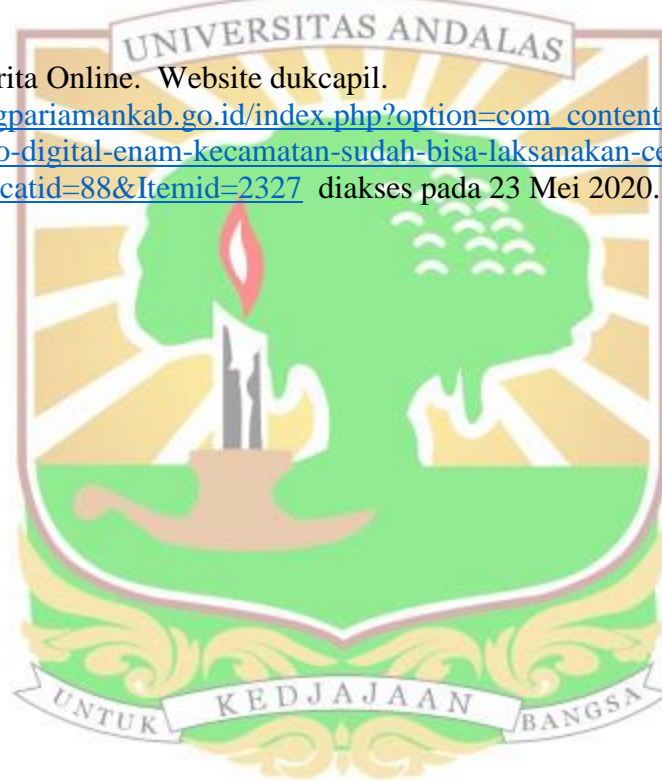 UNIVERSITAS ANDALAS
rita Online. Website dukcapil.
gpariamankab.go.id/index.php?option=com_content
o-digital-enam-kecamatan-sudah-bisa-laksanakan-ce
catid=88&Itemid=2327 diakses pada 23 Mei 2020.
UNTUK KEDJAJAAN BANGSA